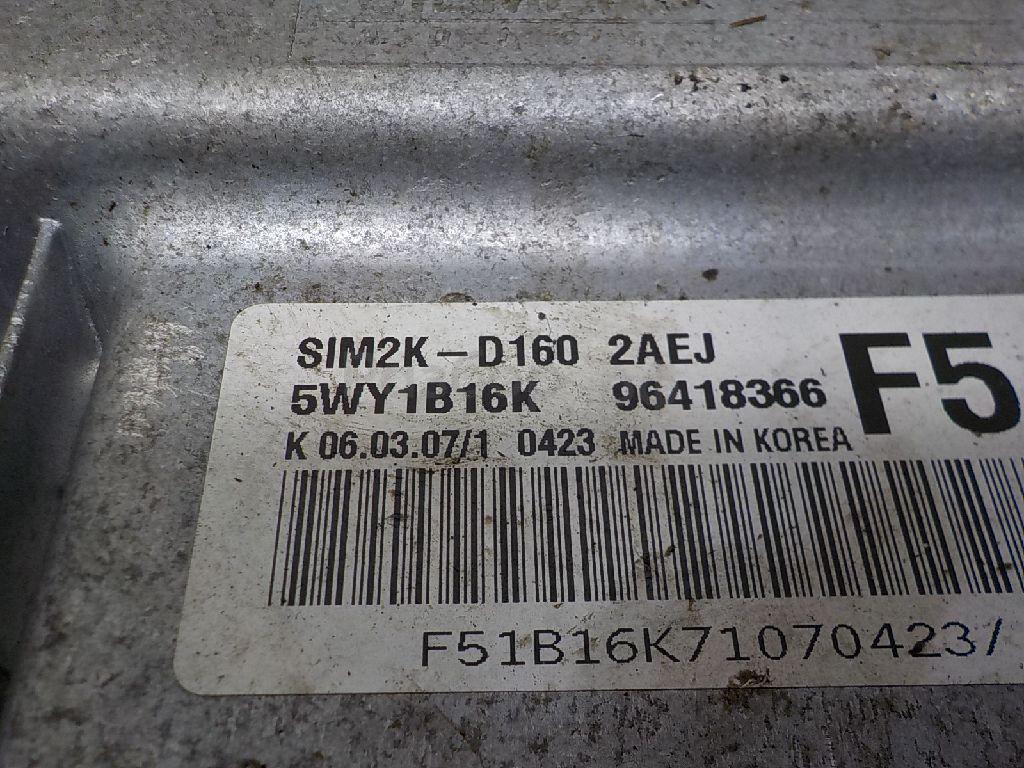 SIM2K-D160 2AEJ F5
5WY1B16K 96418366
K 06.03.07/1 0423 MADE IN KOREA
F51B16K71070423/